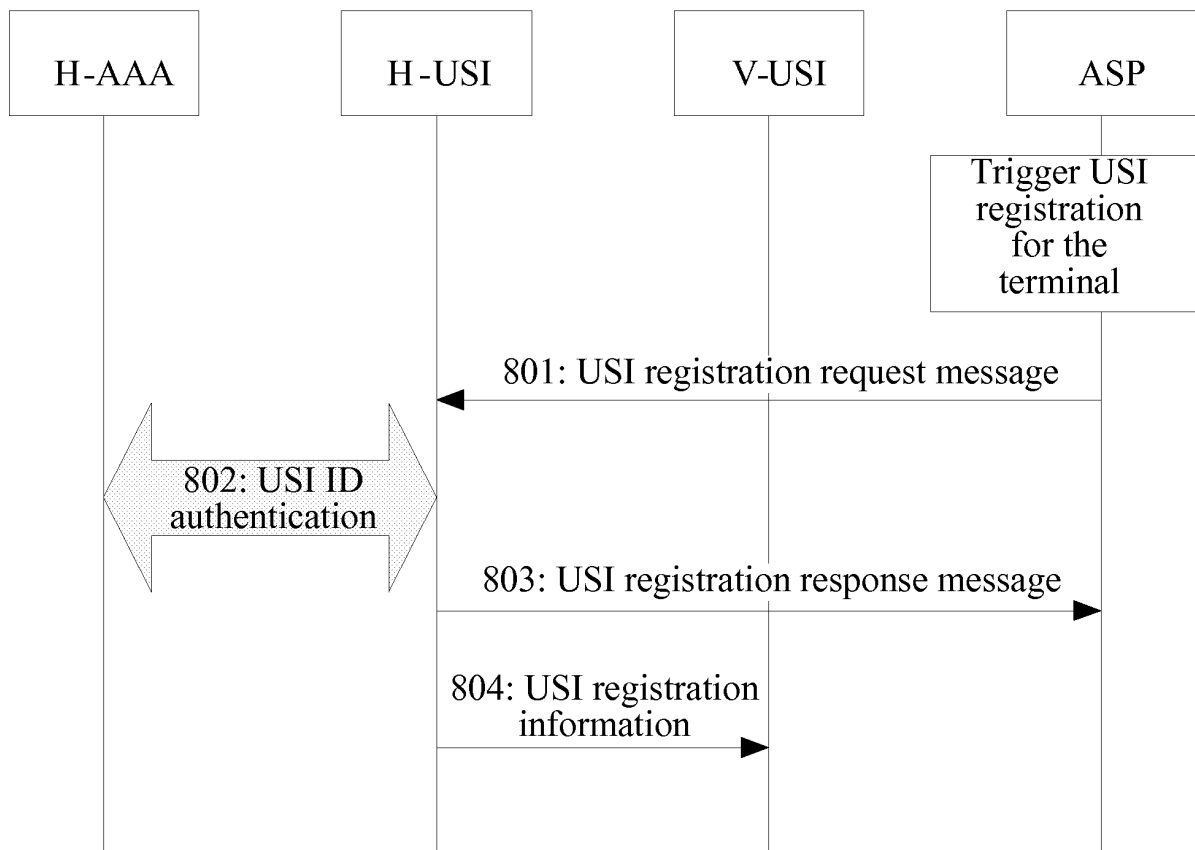 H-AAA
H-USI
V-USI
ASP
Trigger USI
registration
for the
terminal
801: USI registration request message
802: USI ID
authentication
803: USI registration response message
804: USI registration
information